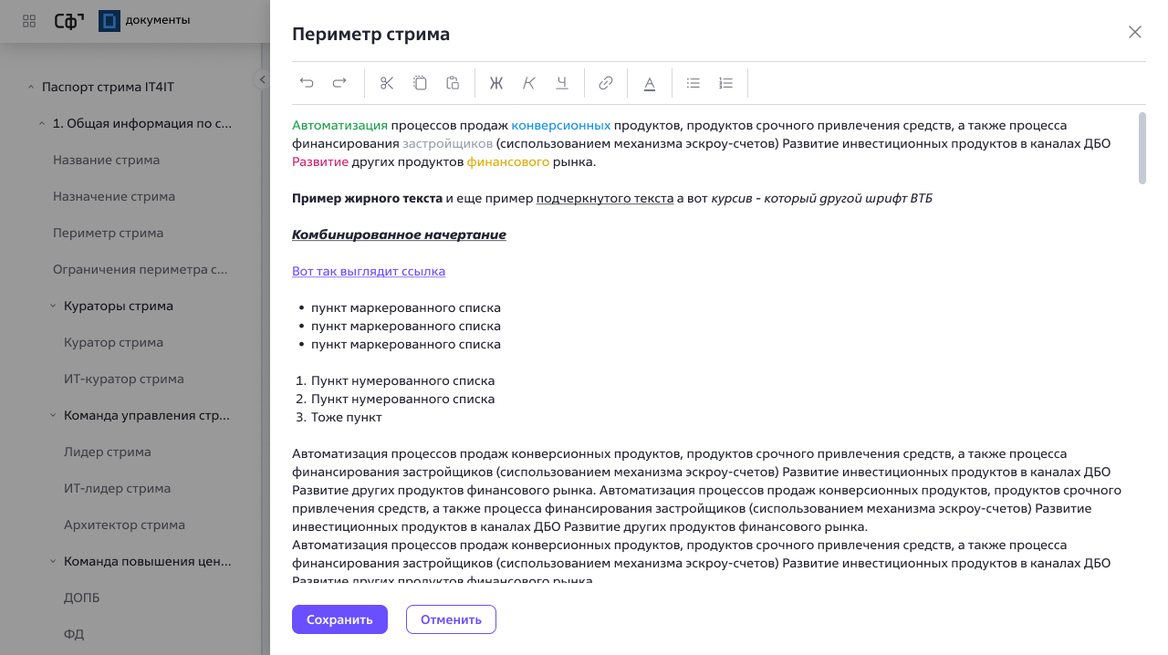 Сфꓶ документы
Паспорт стрима IT4IT
1. Общая информация по с...
Название стрима
Назначение стрима
Периметр стрима
Ограничения периметра с...
Кураторы стрима
Куратор стрима
ИТ-куратор стрима
Команда управления стр...
Лидер стрима
ИТ-лидер стрима
Архитектор стрима
Команда повышения цен...
ДОПБ
ФД
Периметр стрима
Ж К Ч А
Автоматизация процессов продаж конверсионных продуктов, продуктов срочного привлечения средств, а также процесса
финансирования застройщиков (сиспользованием механизма эскроу-счетов) Развитие инвестиционных продуктов в каналах ДБО
Развитие других продуктов финансового рынка.
Пример жирного текста и еще пример подчеркнутого текста а вот курсив - который другой шрифт ВТБ
Комбинированное начертание
Вот так выглядит ссылка
• пункт маркерованного списка
• пункт маркерованного списка
• пункт маркерованного списка
1. Пункт нумерованного списка
2. Пункт нумерованного списка
3. Тоже пункт
Автоматизация процессов продаж конверсионных продуктов, продуктов срочного привлечения средств, а также процесса
финансирования застройщиков (сиспользованием механизма эскроу-счетов) Развитие инвестиционных продуктов в каналах ДБО
Развитие других продуктов финансового рынка. Автоматизация процессов продаж конверсионных продуктов, продуктов срочного
привлечения средств, а также процесса финансирования застройщиков (сиспользованием механизма эскроу-счетов) Развитие
инвестиционных продуктов в каналах ДБО Развитие других продуктов финансового рынка.
Автоматизация процессов продаж конверсионных продуктов, продуктов срочного привлечения средств, а также процесса
финансирования застройщиков (сиспользованием механизма эскроу-счетов) Развитие инвестиционных продуктов в каналах ДБО
Развитие других продуктов финансового рынка.
Сохранить
Отменить